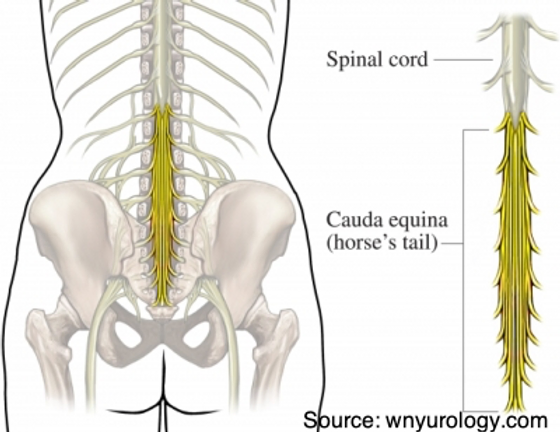 Spinal cord
Cauda equina
(horse's tail)
Source: wnyurology.com